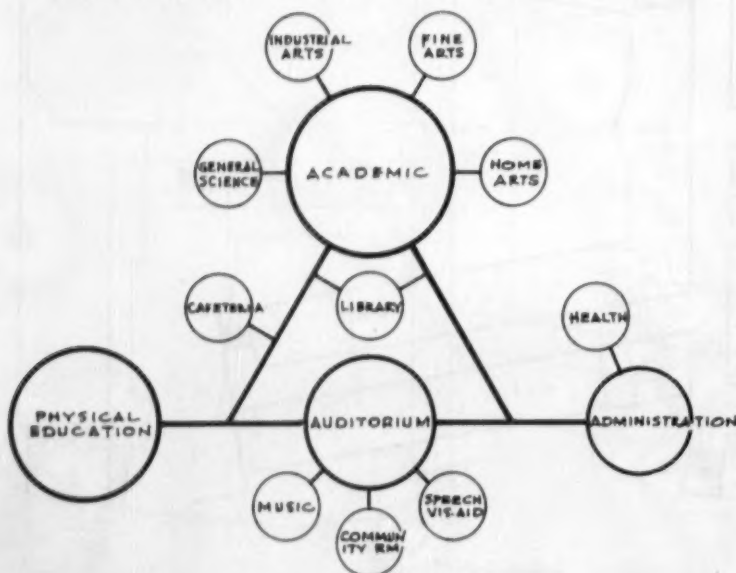 INDUSTRIAL
ARTS
FINE
ARTS
GENERAL
SCIENCE
ACADEMIC
HOME
ARTS
CAFETERIA
LIBRARY
HEALTH
PHYSICAL
EDUCATION
AUDITORIUM
ADMINISTRATION
MUSIC
COMMUN
ITY RM
SPEECH
VIS-AID